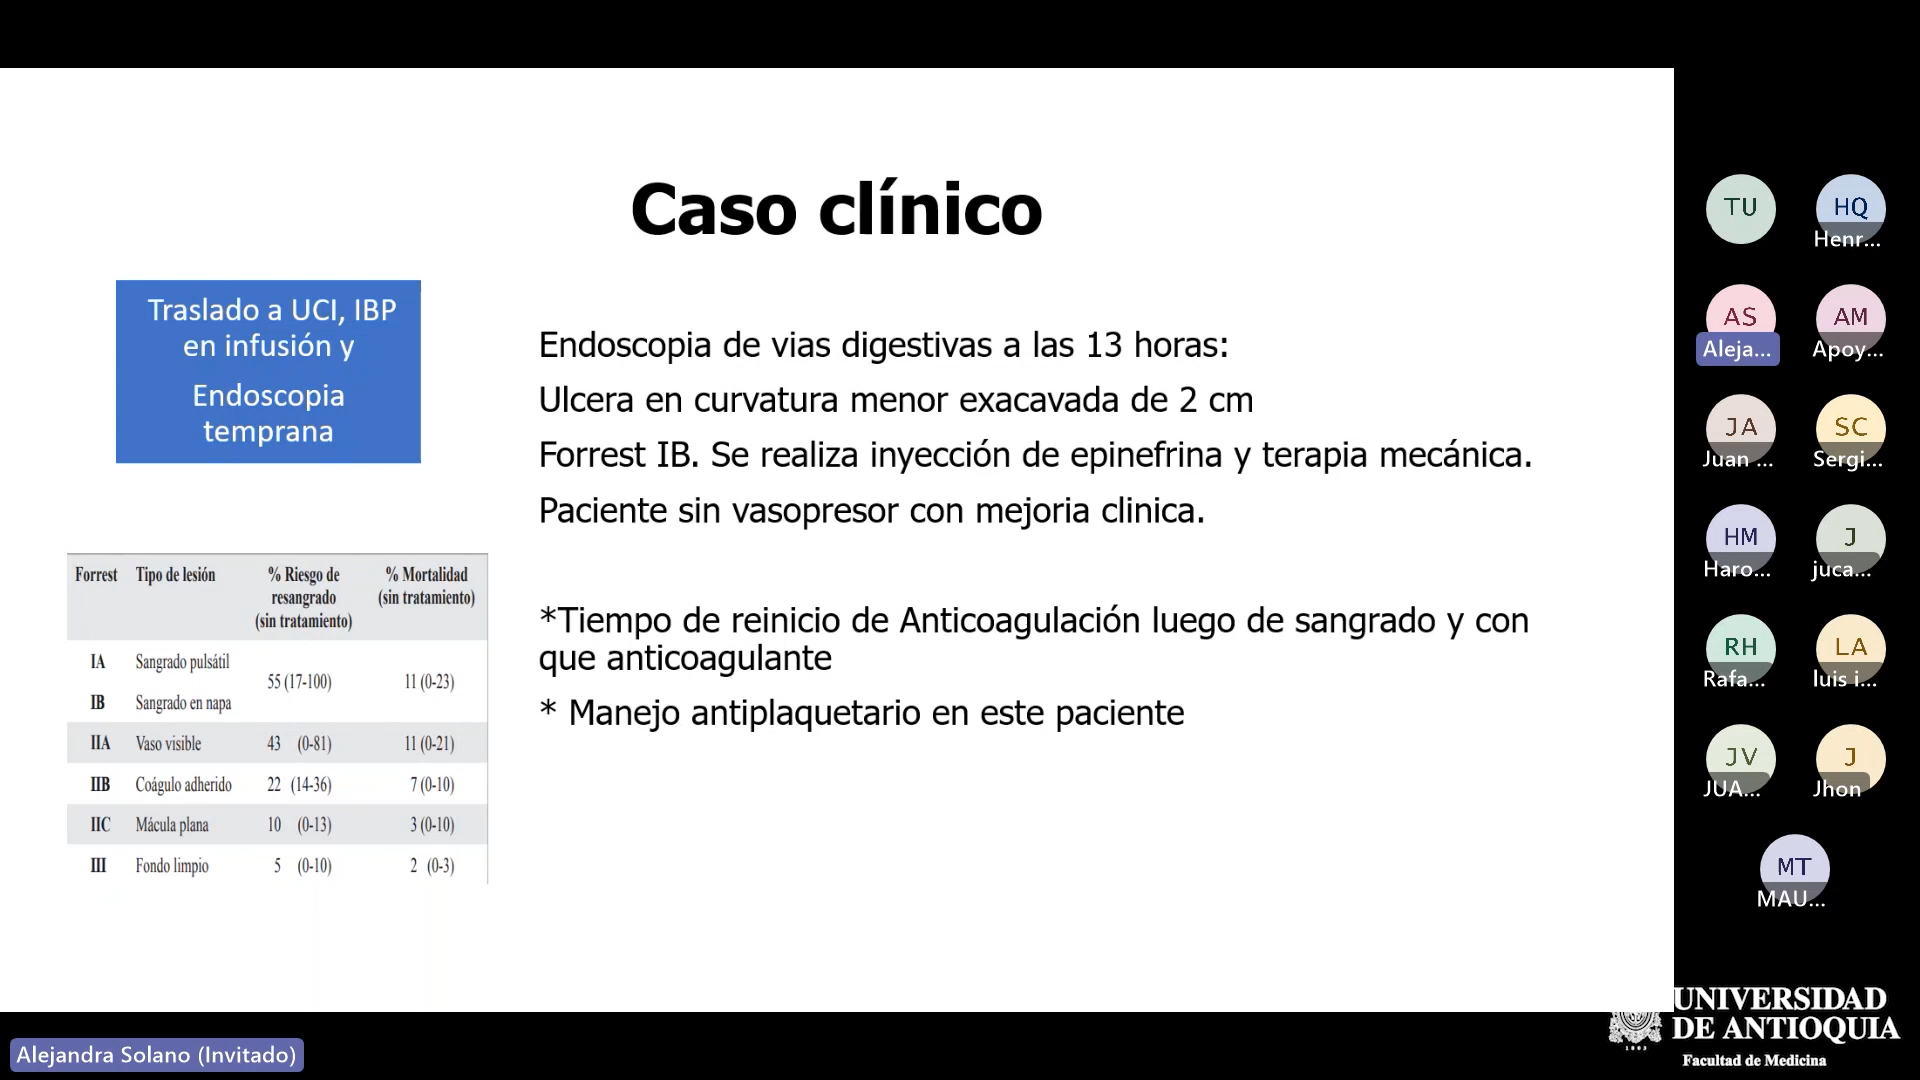 Caso clínico
Traslado a UCI, IBP
en infusión y
Endoscopia
temprana
Endoscopia de vias digestivas a las 13 horas:
Ulcera en curvatura menor exacavada de 2 cm
Forrest IB. Se realiza inyección de epinefrina y terapia mecánica.
Paciente sin vasopresor con mejoria clinica.
*Tiempo de reinicio de Anticoagulación luego de sangrado y con
que anticoagulante
* Manejo antiplaquetario en este paciente
Forrest Tipo de lesión % Riesgo de resangrado (sin tratamiento) % Mortalidad (sin tratamiento)
IA Sangrado pulsátil
55 (17-100) 11 (0-23)
IB Sangrado en napa
IIA Vaso visible 43 (0-81) 11 (0-21)
IIB Coágulo adherido 22 (14-36) 7 (0-10)
IIC Mácula plana 10 (0-13) 3 (0-10)
III Fondo limpio 5 (0-10) 2 (0-3)
TU HQ
Henr...
AS AM
Aleja... Apoy...
JA SC
Juan ... Sergi...
HM J
Haro... juca...
RH LA
Rafa... luis i...
JV J
JUA... Jhon
MT
MAU...
UNIVERSIDAD
DE ANTIOQUIA
1803
Facultad de Medicina
Alejandra Solano (Invitado)